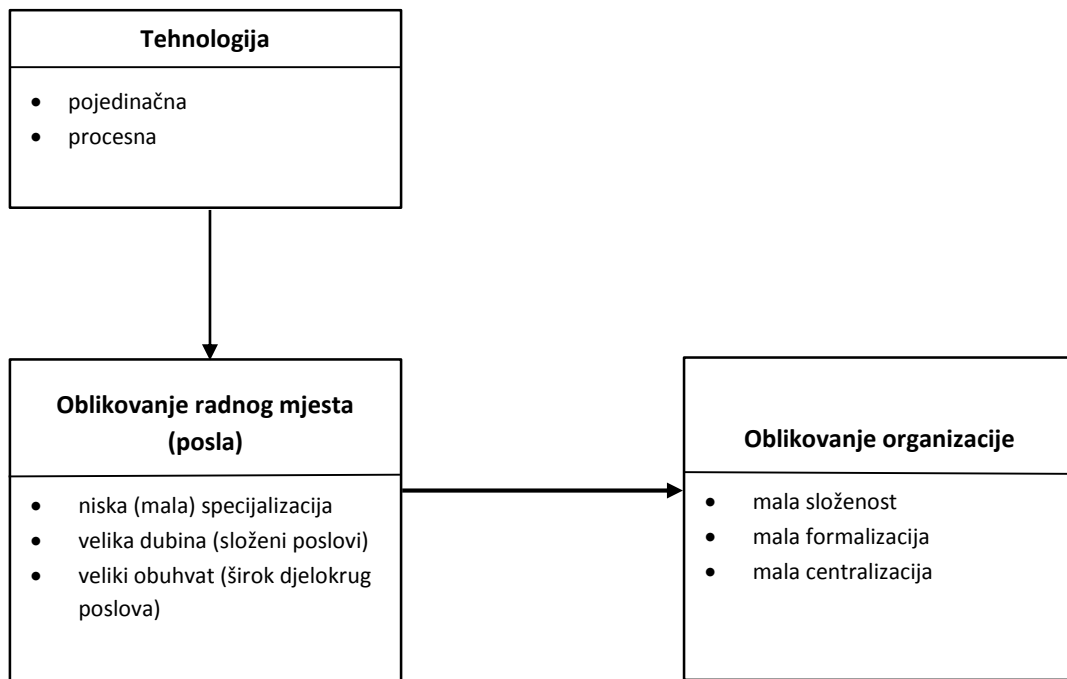 Tehnologija
• pojedinačna
• procesna
Oblikovanje radnog mjesta
(posla)
• niska (mala) specijalizacija
• velika dubina (složeni poslovi)
• veliki obuhvat (širok djelokrug
poslova)
Oblikovanje organizacije
• mala složenost
• mala formalizacija
• mala centralizacija